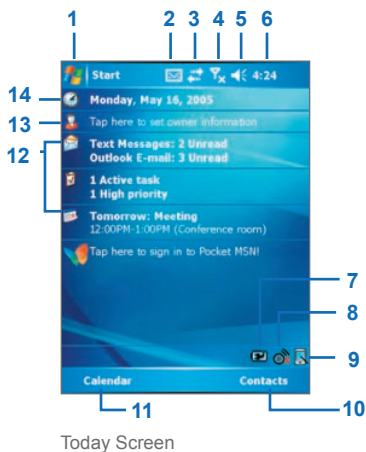 1 2 3 4 5 6
Start 4:24
14 Monday, May 16, 2005
13 Tap here to set owner information
12 Text Messages: 2 Unread
Outlook E-mail: 3 Unread
1 Active task
1 High priority
Tomorrow: Meeting
12:00PM-1:00PM (Conference room)
Tap here to sign in to Pocket MSN!
7
8
9
Calendar Contacts
11 10
Today Screen